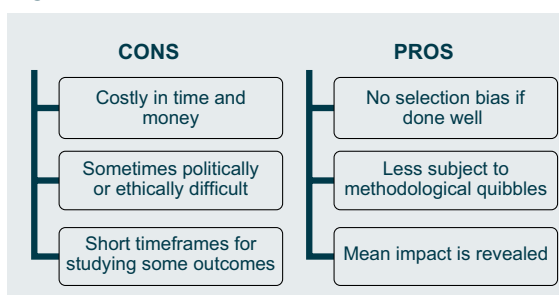 CONS
Costly in time and
money
Sometimes politically
or ethically difficult
Short timeframes for
studying some outcomes
PROS
No selection bias if
done well
Less subject to
methodological quibbles
Mean impact is revealed